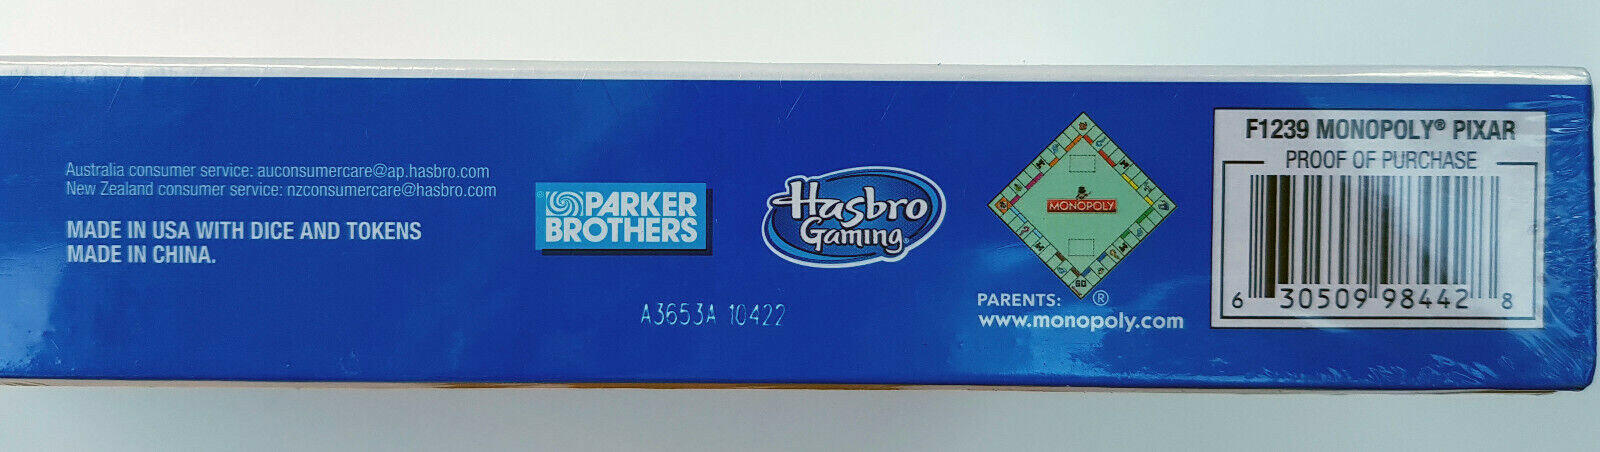 Australia consumer service: auconsumercare@ap.hasbro.com
New Zealand consumer service: nzconsumercare@hasbro.com
MADE IN USA WITH DICE AND TOKENS
MADE IN CHINA.
PARKER
BROTHERS
A3653A 10422
Hasbro
Gaming
MONOPOLY
GO
PARENTS: ®
www.monopoly.com
F1239 MONOPOLY® PIXAR
PROOF OF PURCHASE
6 30509 98442 8